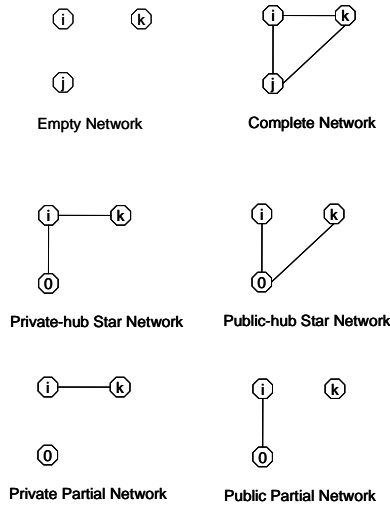 i k i k
j j
Empty Network Complete Network
i k i k
0 0
Private-hub Star Network Public-hub Star Network
i k i k
0 0
Private Partial Network Public Partial Network